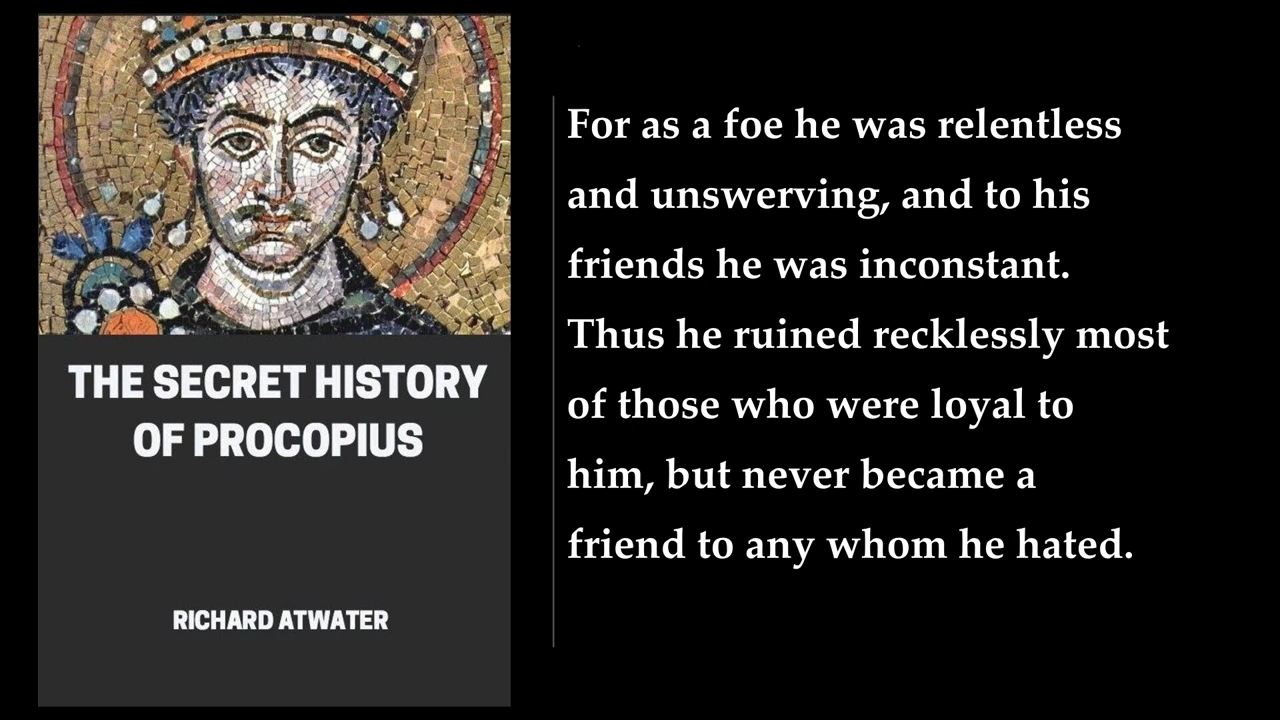 THE SECRET HISTORY
OF PROCOPIUS
RICHARD ATWATER
For as a foe he was relentless
and unswerving, and to his
friends he was inconstant.
Thus he ruined recklessly most
of those who were loyal to
him, but never became a
friend to any whom he hated.